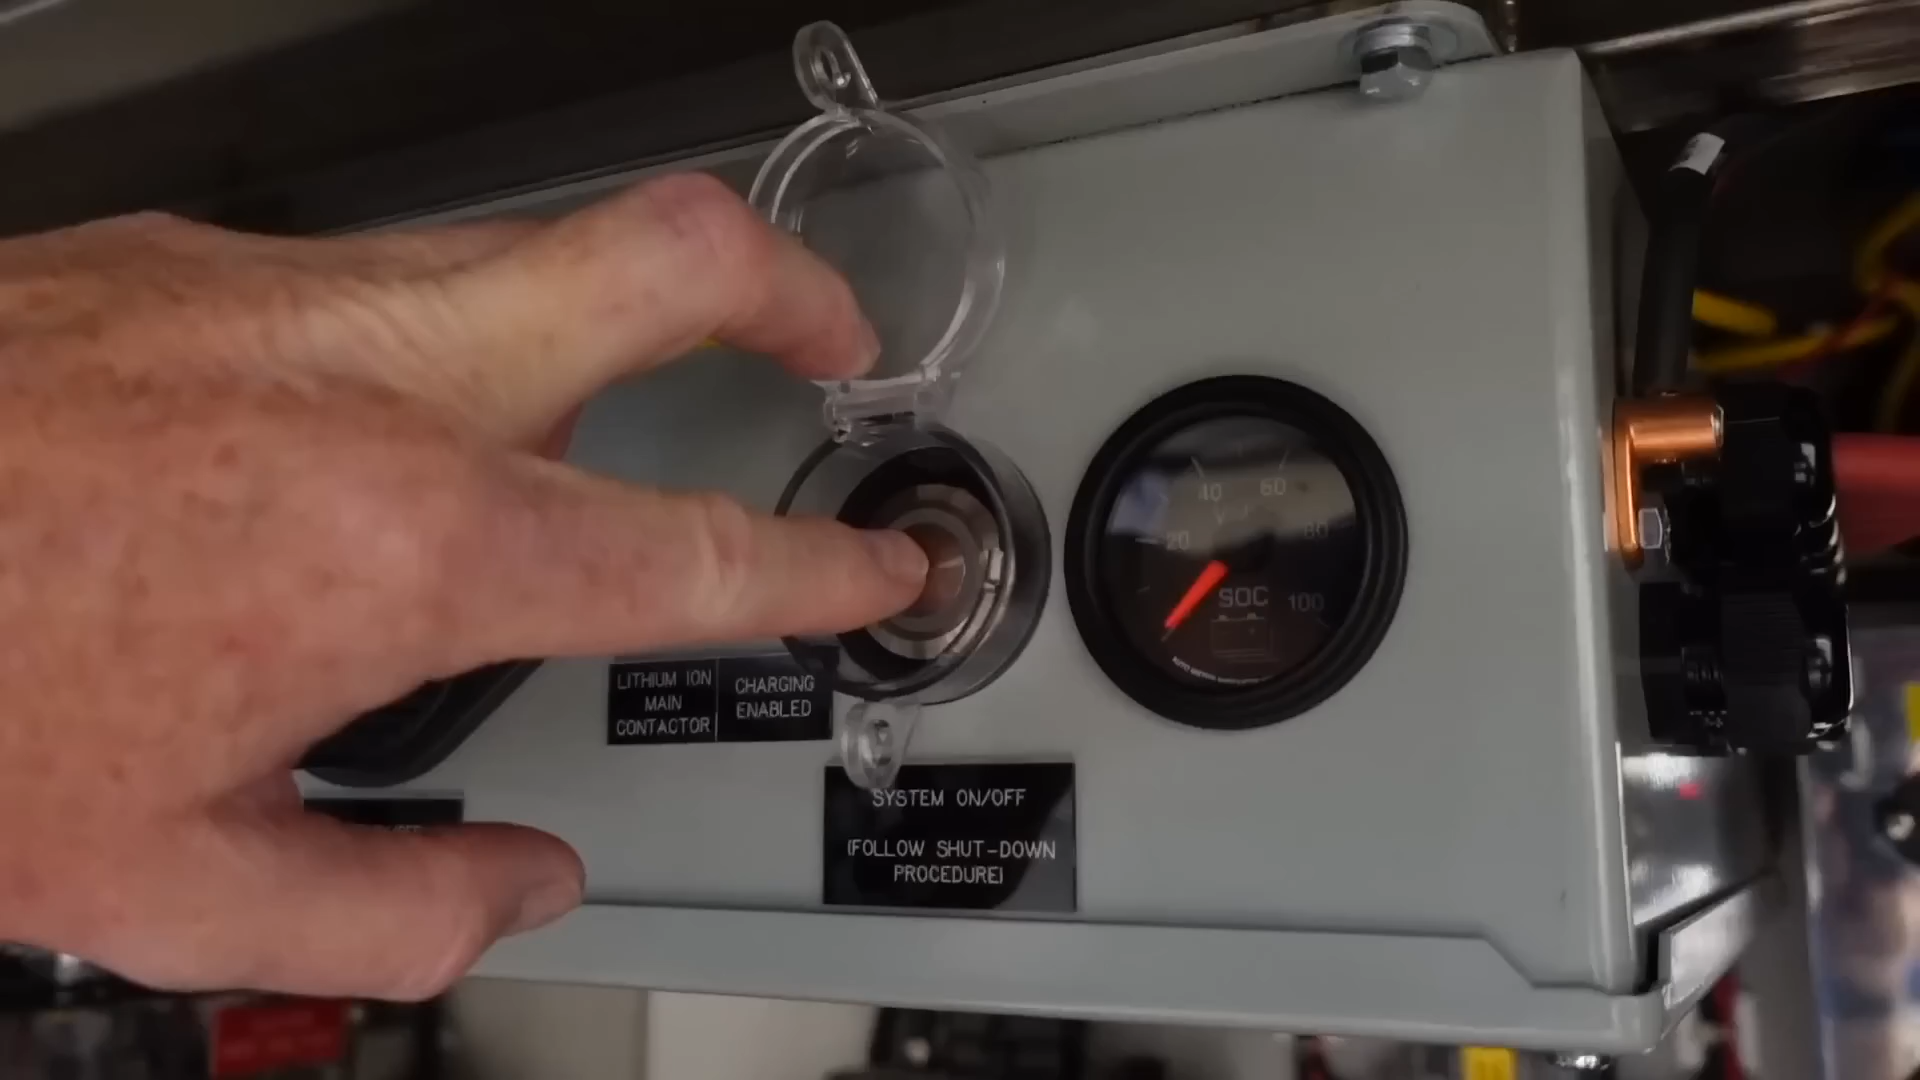 40 60
20 80
SOC 100
LITHIUM ION
MAIN
CONTACTOR
CHARGING
ENABLED
SYSTEM ON/OFF
(FOLLOW SHUT-DOWN
PROCEDURE)